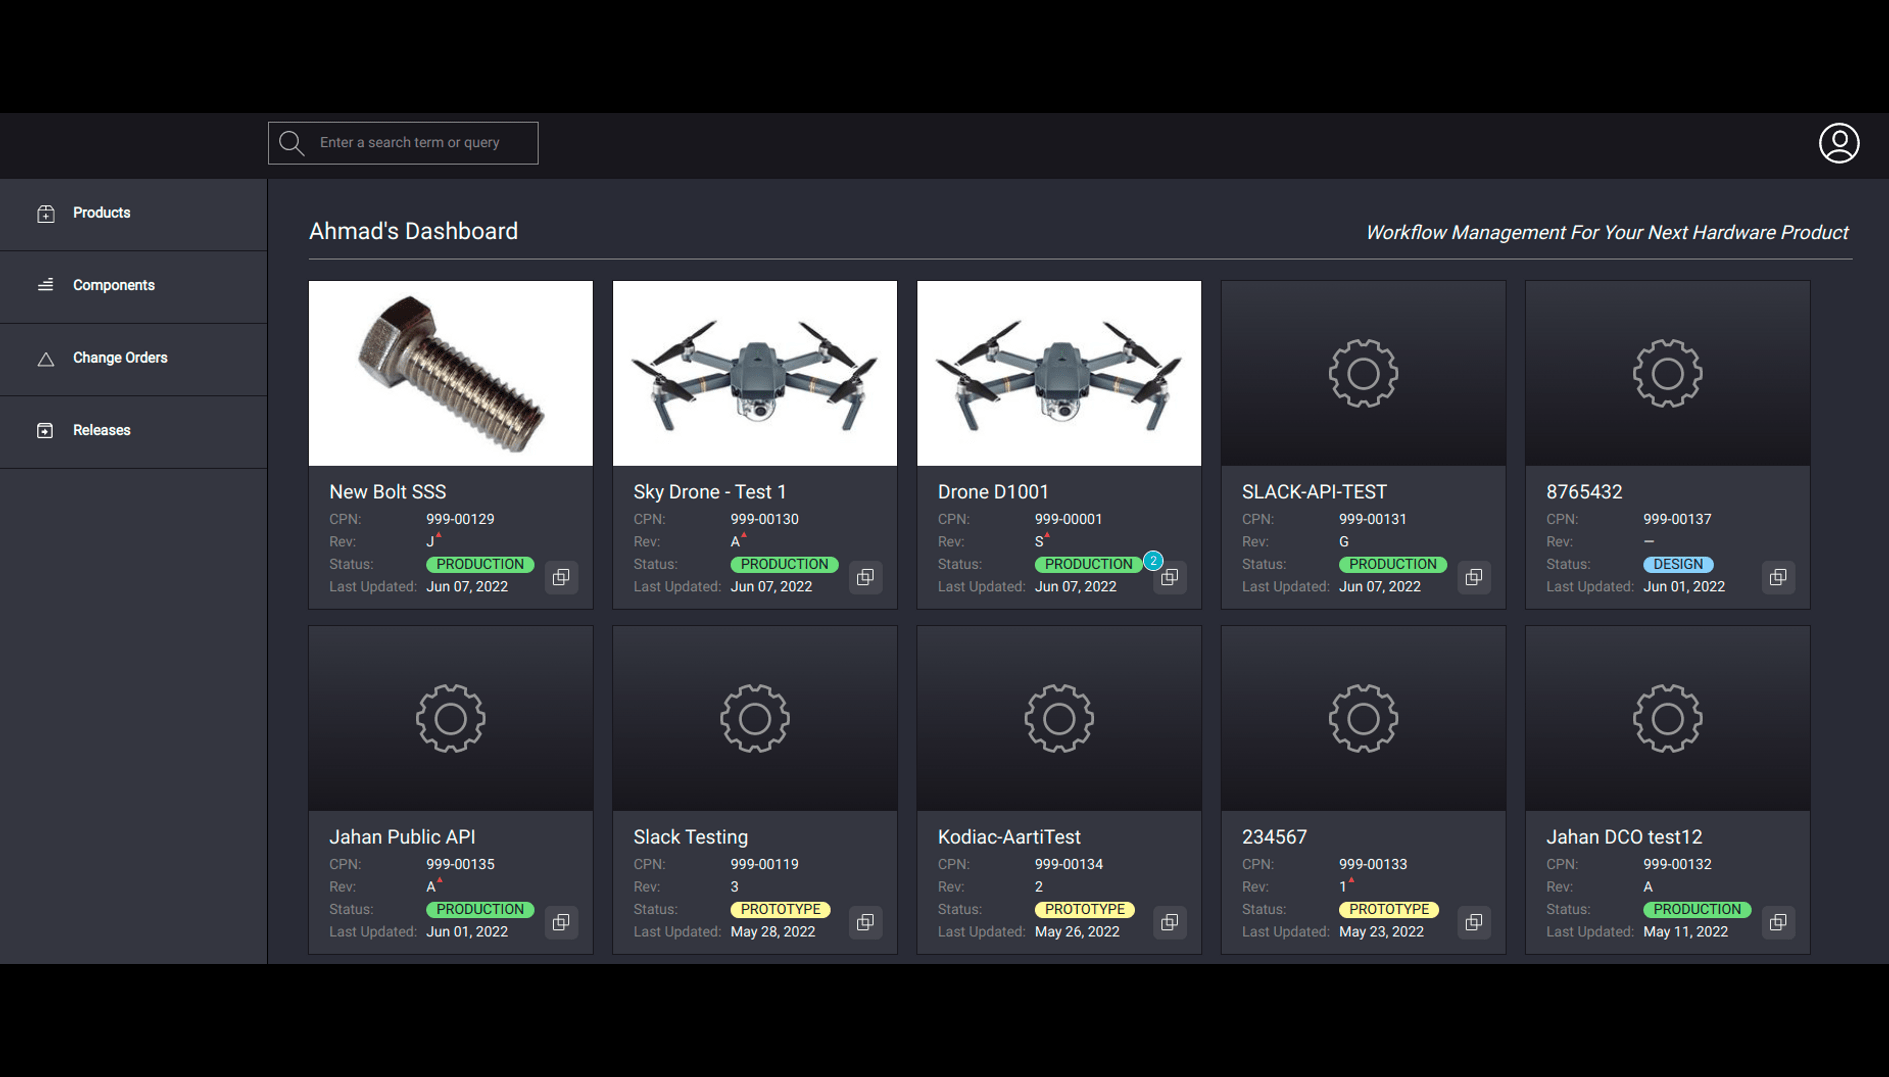 Enter a search term or query
Products
Components
Change Orders
Releases
Ahmad's Dashboard
Workflow Management For Your Next Hardware Product
New Bolt SSS
CPN: 999-00129
Rev: J
Status: PRODUCTION
Last Updated: Jun 07, 2022
Sky Drone - Test 1
CPN: 999-00130
Rev: A
Status: PRODUCTION
Last Updated: Jun 07, 2022
Drone D1001
CPN: 999-00001
Rev: S
Status: PRODUCTION 2
Last Updated: Jun 07, 2022
SLACK-API-TEST
CPN: 999-00131
Rev: G
Status: PRODUCTION
Last Updated: Jun 07, 2022
8765432
CPN: 999-00137
Rev: —
Status: DESIGN
Last Updated: Jun 01, 2022
Jahan Public API
CPN: 999-00135
Rev: A
Status: PRODUCTION
Last Updated: Jun 01, 2022
Slack Testing
CPN: 999-00119
Rev: 3
Status: PROTOTYPE
Last Updated: May 28, 2022
Kodiac-AartiTest
CPN: 999-00134
Rev: 2
Status: PROTOTYPE
Last Updated: May 26, 2022
234567
CPN: 999-00133
Rev: 1
Status: PROTOTYPE
Last Updated: May 23, 2022
Jahan DCO test12
CPN: 999-00132
Rev: A
Status: PRODUCTION
Last Updated: May 11, 2022